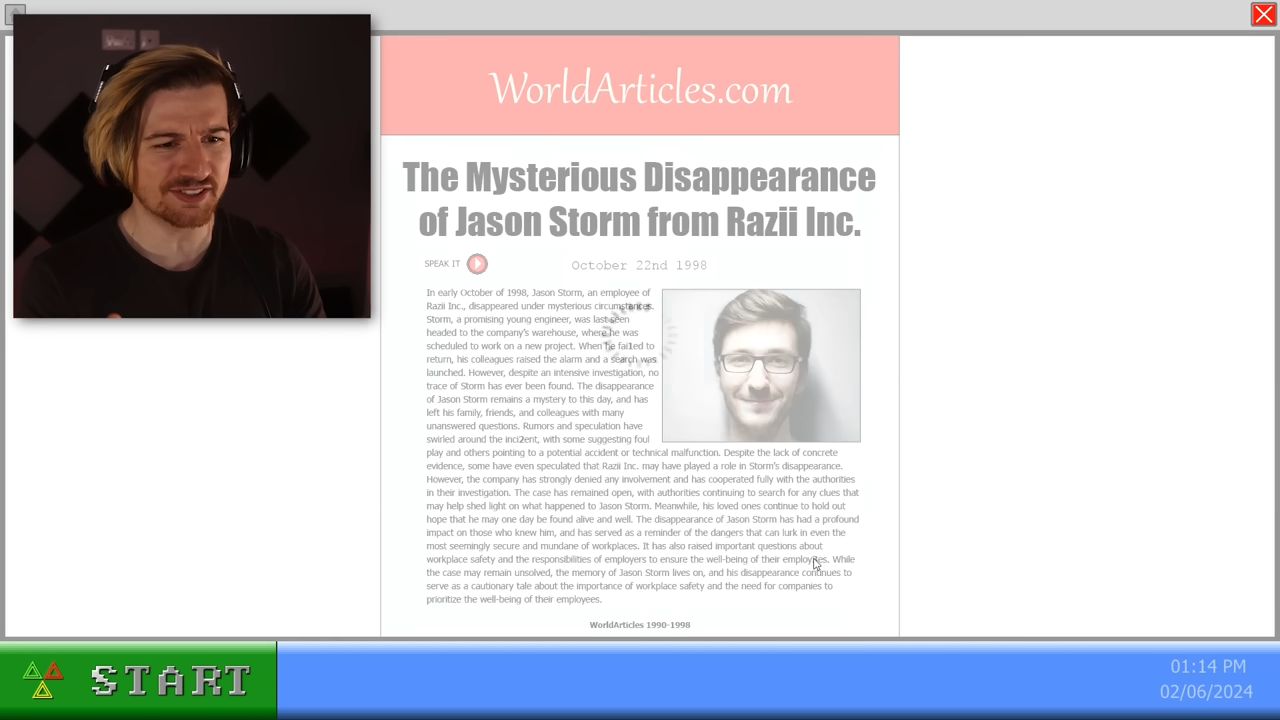 WorldArticles.com
The Mysterious Disappearance
of Jason Storm from Razii Inc.
SPEAK IT
October 22nd 1998
In early October of 1998, Jason Storm, an employee of
Razii Inc., disappeared under mysterious circumstances.
Storm, a promising young engineer, was last seen
headed to the company's warehouse, where he was
scheduled to work on a new project. When he failed to
return, his colleagues raised the alarm and a search was
launched. However, despite an intensive investigation, no
trace of Storm has ever been found. The disappearance
of Jason Storm remains a mystery to this day, and has
left his family, friends, and colleagues with many
unanswered questions. Rumors and speculation have
swirled around the incident, with some suggesting foul
play and others pointing to a potential accident or technical malfunction. Despite the lack of concrete
evidence, some have even speculated that Razii Inc. may have played a role in Storm's disappearance.
However, the company has strongly denied any involvement and has cooperated fully with the authorities
in their investigation. The case has remained open, with authorities continuing to search for any clues that
may help shed light on what happened to Jason Storm. Meanwhile, his loved ones continue to hold out
hope that he may one day be found alive and well. The disappearance of Jason Storm has had a profound
impact on those who knew him, and has served as a reminder of the dangers that can lurk in even the
most seemingly secure and mundane of workplaces. It has also raised important questions about
workplace safety and the responsibilities of employers to ensure the well-being of their employees. While
the case may remain unsolved, the memory of Jason Storm lives on, and his disappearance continues to
serve as a cautionary tale about the importance of workplace safety and the need for companies to
prioritize the well-being of their employees.
WorldArticles 1990-1998
START
01:14 PM
02/06/2024